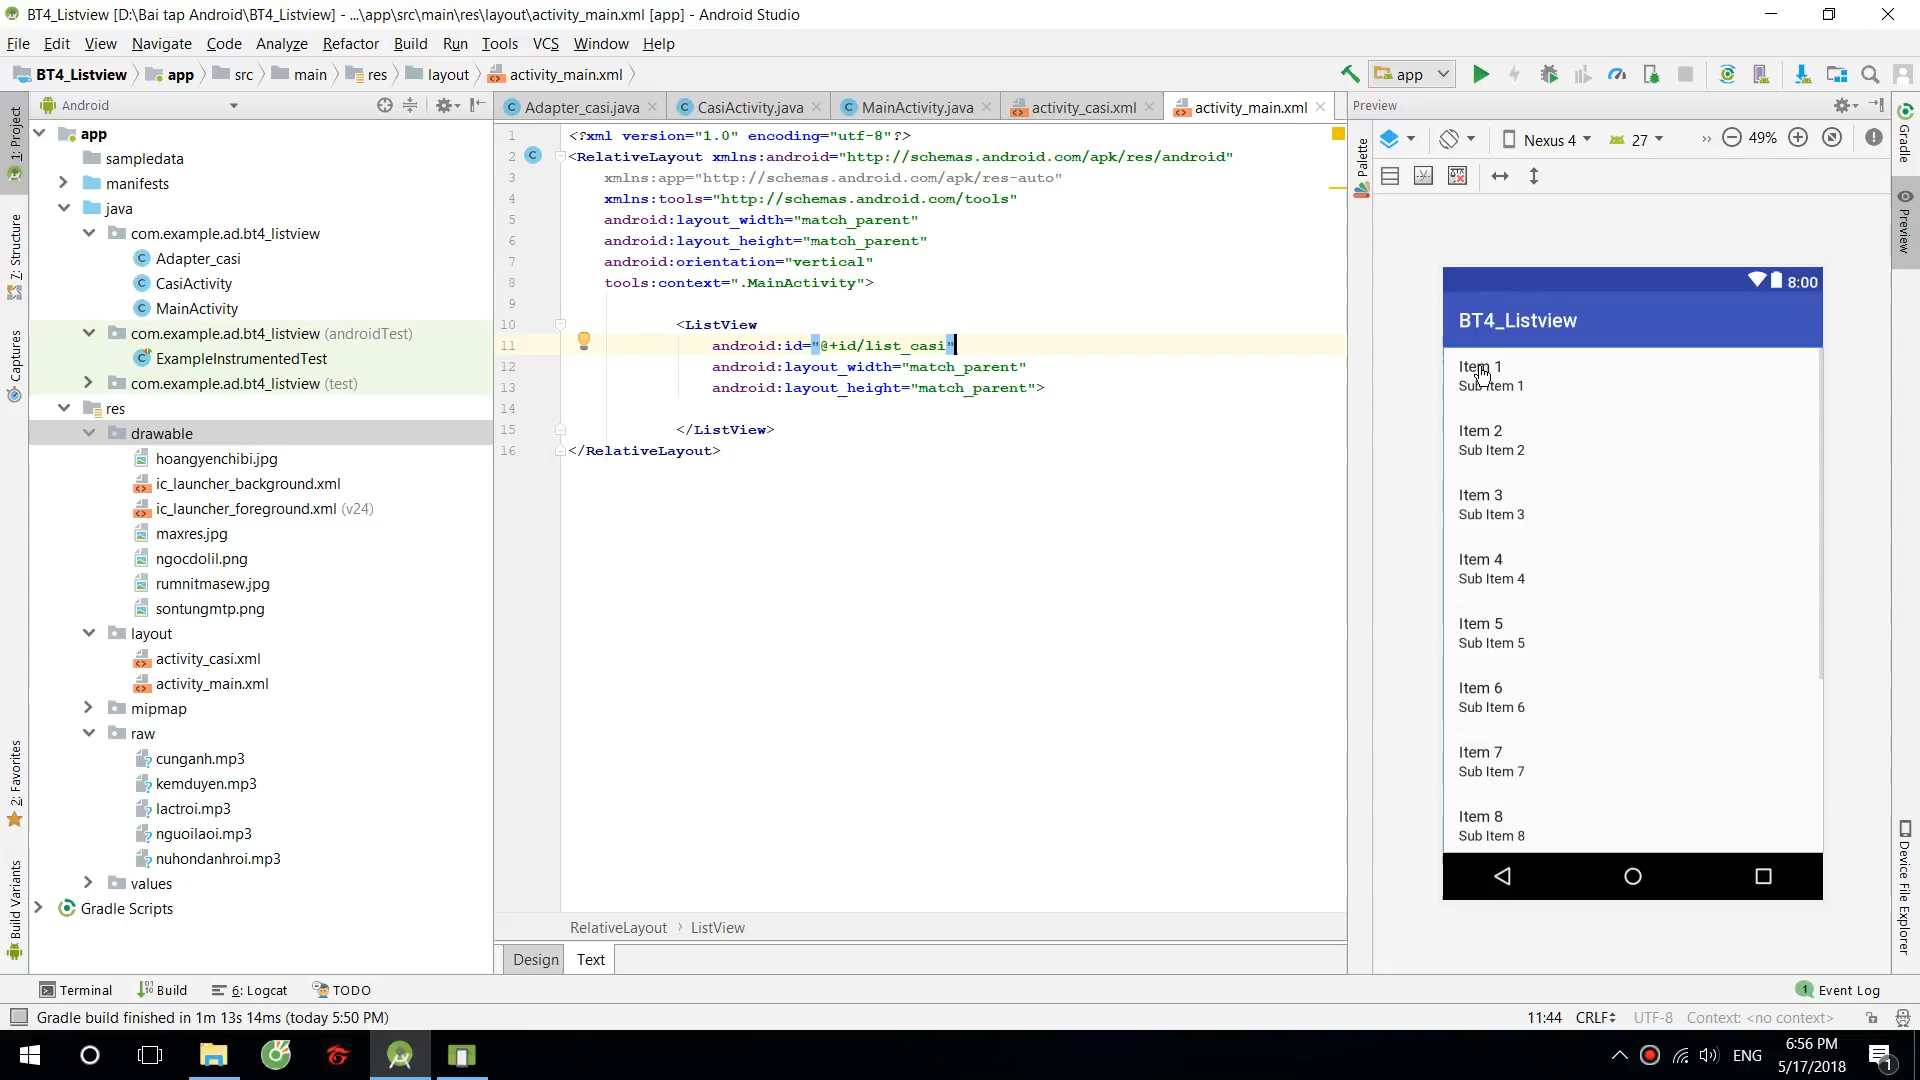 BT4_Listview [D:\Bai tap Android\BT4_Listview] - ...\app\src\main\res\layout\activity_main.xml [app] - Android Studio
File Edit View Navigate Code Analyze Refactor Build Run Tools VCS Window Help
BT4_Listview app src main res layout activity_main.xml
app
Android
Adapter_casi.java CasiActivity.java MainActivity.java activity_casi.xml activity_main.xml
Preview
1: Project
7: Structure
Captures
2: Favorites
Build Variants
app
sampledata
manifests
java
com.example.ad.bt4_listview
Adapter_casi
CasiActivity
MainActivity
com.example.ad.bt4_listview (androidTest)
ExampleInstrumentedTest
com.example.ad.bt4_listview (test)
res
drawable
hoangyenchibi.jpg
ic_launcher_background.xml
ic_launcher_foreground.xml (v24)
maxres.jpg
ngocdolil.png
rumnitmasew.jpg
sontungmtp.png
layout
activity_casi.xml
activity_main.xml
mipmap
raw
cunganh.mp3
kemduyen.mp3
lactroi.mp3
nguoilaoi.mp3
nuhondanhroi.mp3
values
Gradle Scripts
1 <?xml version="1.0" encoding="utf-8"?>
2 C <RelativeLayout xmlns:android="http://schemas.android.com/apk/res/android"
3 xmlns:app="http://schemas.android.com/apk/res-auto"
4 xmlns:tools="http://schemas.android.com/tools"
5 android:layout_width="match_parent"
6 android:layout_height="match_parent"
7 android:orientation="vertical"
8 tools:context=".MainActivity">
9
10 <ListView
11 android:id="@+id/list_casi"
12 android:layout_width="match_parent"
13 android:layout_height="match_parent">
14
15 </ListView>
16 </RelativeLayout>
RelativeLayout › ListView
Design Text
Palette
Nexus 4 27 » 49%
8:00
BT4_Listview
Item 1
Sub Item 1
Item 2
Sub Item 2
Item 3
Sub Item 3
Item 4
Sub Item 4
Item 5
Sub Item 5
Item 6
Sub Item 6
Item 7
Sub Item 7
Item 8
Sub Item 8
Gradle
Preview
Device File Explorer
Terminal Build 6: Logcat TODO
1 Event Log
Gradle build finished in 1m 13s 14ms (today 5:50 PM)
11:44 CRLF UTF-8 Context: <no context>
ENG
6:56 PM
5/17/2018
1